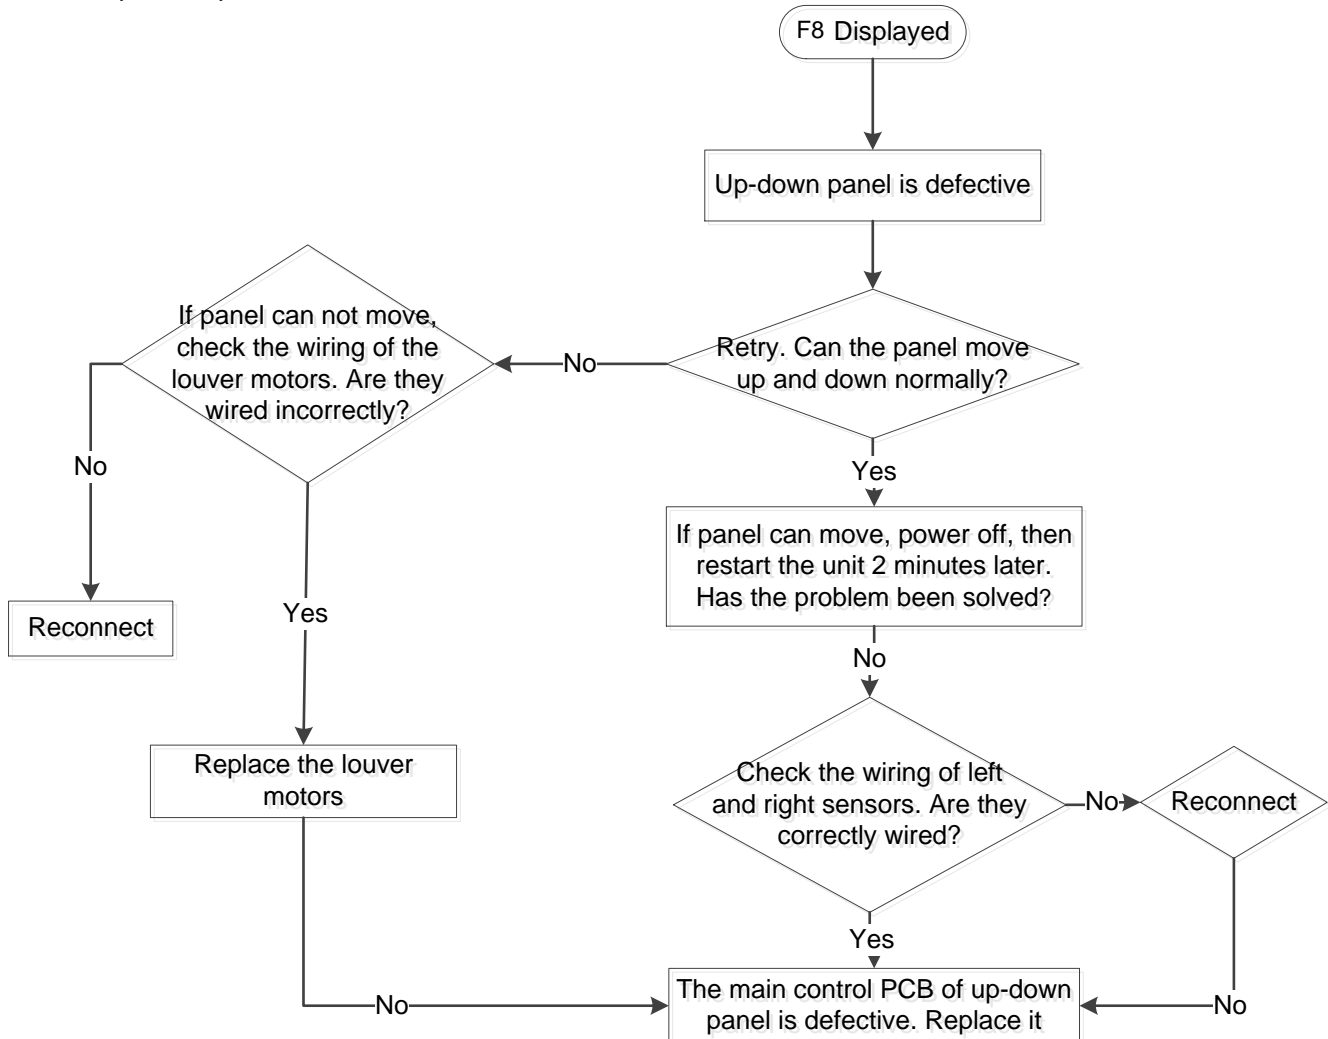 F8 Displayed
Up-down panel is defective
Retry. Can the panel move
up and down normally?
No
If panel can not move,
check the wiring of the
louver motors. Are they
wired incorrectly?
No
Reconnect
Yes
Replace the louver
motors
No
Yes
If panel can move, power off, then
restart the unit 2 minutes later.
Has the problem been solved?
No
Check the wiring of left
and right sensors. Are they
correctly wired?
No
Reconnect
No
Yes
The main control PCB of up-down
panel is defective. Replace it